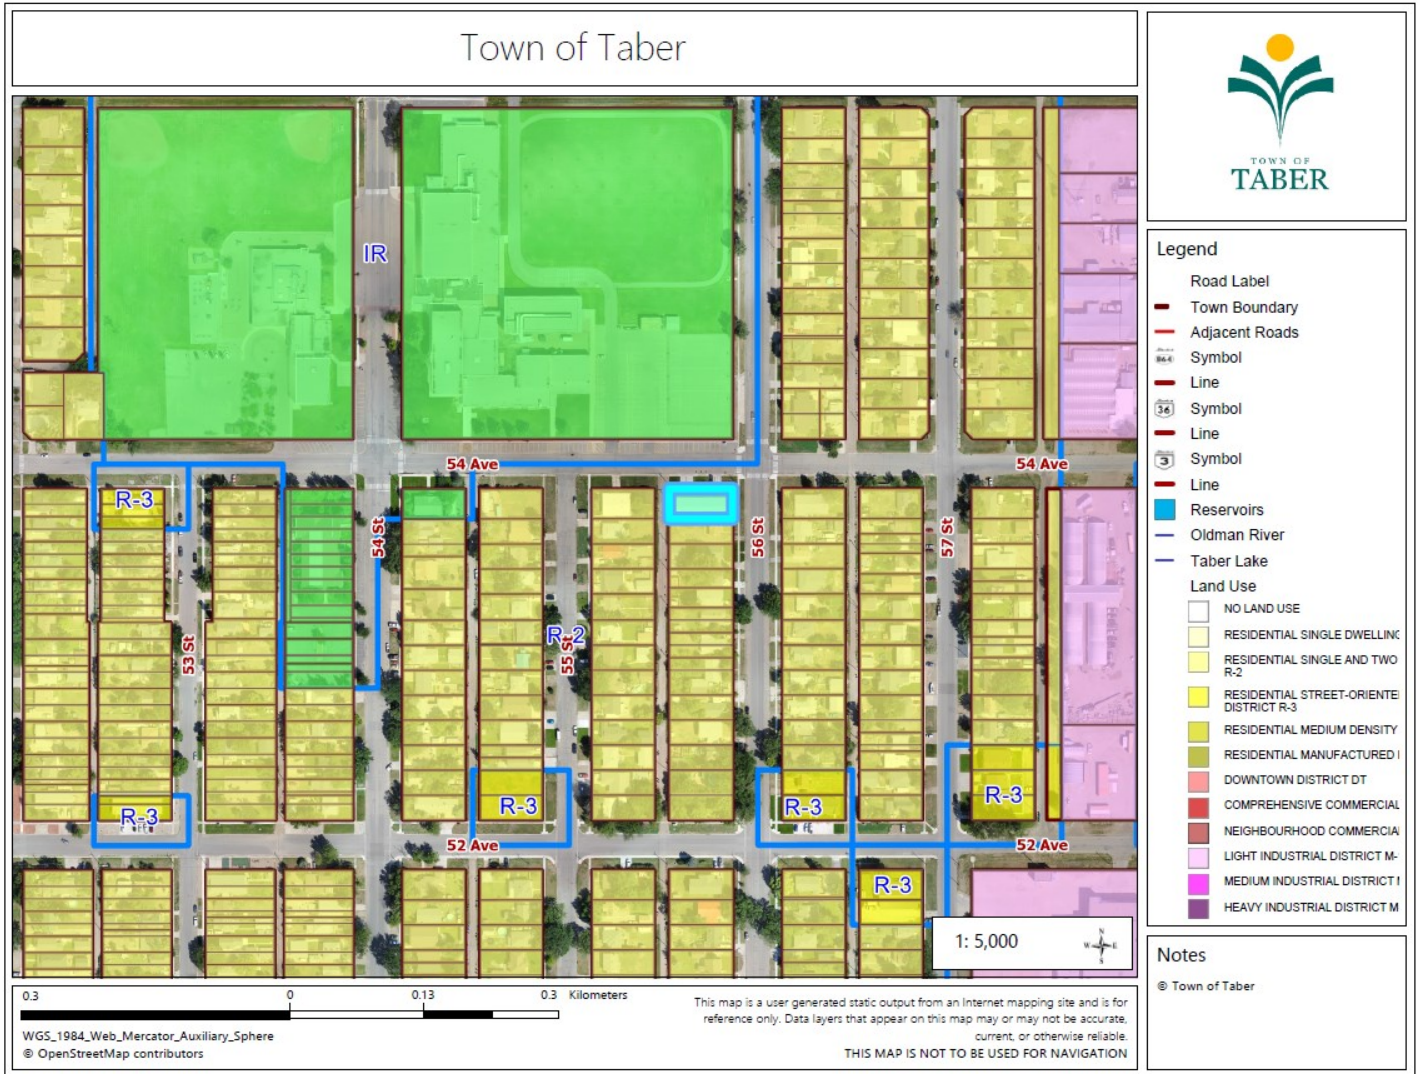 Town of Taber
TOWN OF
TABER
IR
54 Ave
54 Ave
R-3
54 St
56 St
57 St
53 St
R-2
55 St
R-3
R-3
R-3
R-3
52 Ave
52 Ave
R-3
1: 5,000
N
W E
S
Legend
Road Label
Town Boundary
Adjacent Roads
Symbol
Line
36 Symbol
Line
3 Symbol
Line
Reservoirs
Oldman River
Taber Lake
Land Use
NO LAND USE
RESIDENTIAL SINGLE DWELLING
RESIDENTIAL SINGLE AND TWO
R-2
RESIDENTIAL STREET-ORIENTE
DISTRICT R-3
RESIDENTIAL MEDIUM DENSITY
RESIDENTIAL MANUFACTURED
DOWNTOWN DISTRICT DT
COMPREHENSIVE COMMERCIAL
NEIGHBOURHOOD COMMERCIA
LIGHT INDUSTRIAL DISTRICT M-
MEDIUM INDUSTRIAL DISTRICT
HEAVY INDUSTRIAL DISTRICT M
Notes
© Town of Taber
0.3 0 0.13 0.3 Kilometers
WGS_1984_Web_Mercator_Auxiliary_Sphere
© OpenStreetMap contributors
This map is a user generated static output from an Internet mapping site and is for
reference only. Data layers that appear on this map may or may not be accurate,
current, or otherwise reliable.
THIS MAP IS NOT TO BE USED FOR NAVIGATION